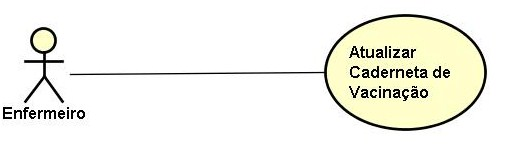 Atualizar
Caderneta de
Vacinação
Enfermeiro